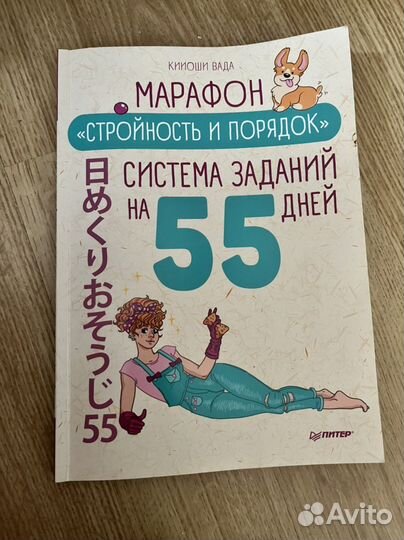 КИЙОШИ ВАДА
МАРАФОН
«СТРОЙНОСТЬ И ПОРЯДОК»
СИСТЕМА ЗАДАНИЙ
НА 55 ДНЕЙ
日めくりおそうじ55
ПИТЕР
Avito